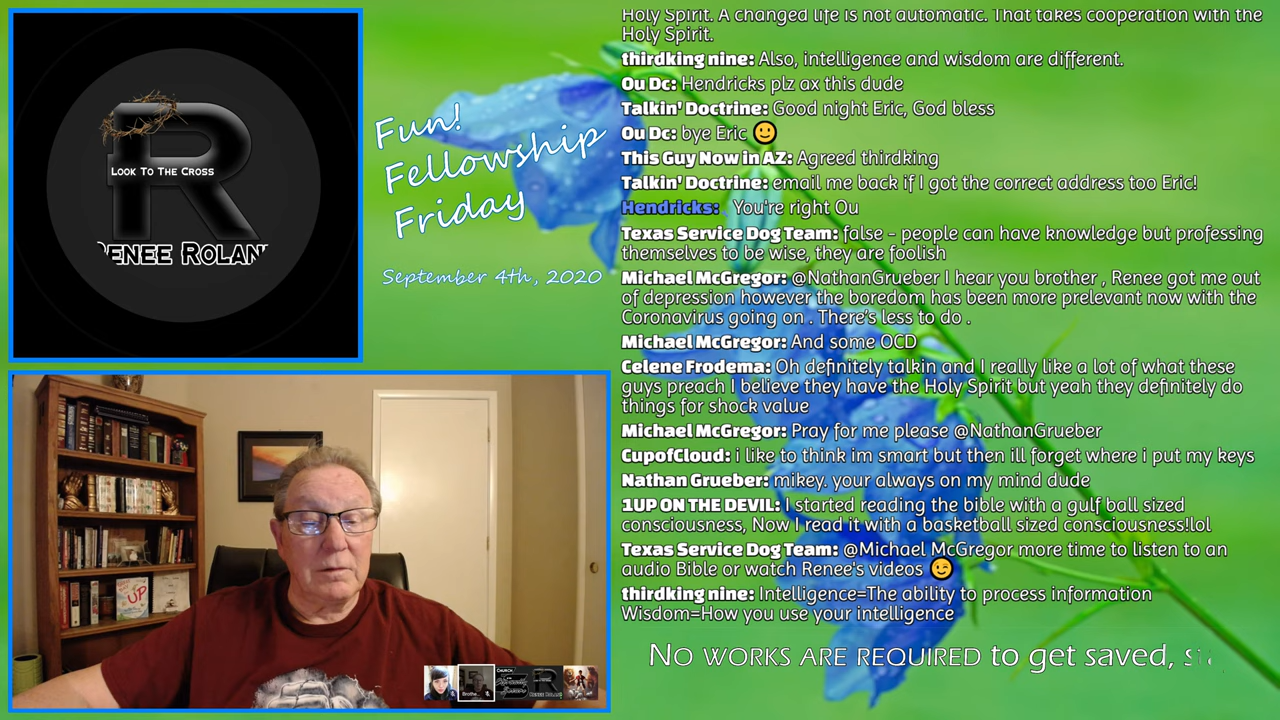 LOOK TO THE CROSS
RENEE ROLAN
Fun!
Fellowship
Friday
September 4th, 2020
Holy Spirit. A changed life is not automatic. That takes cooperation with the
Holy Spirit.
thirdking nine: Also, intelligence and wisdom are different.
Ou Dc: Hendricks plz ax this dude
Talkin' Doctrine: Good night Eric, God bless
Ou Dc: bye Eric 🙂
This Guy Now in AZ: Agreed thirdking
Talkin' Doctrine: email me back if I got the correct address too Eric!
Hendricks: You're right Ou
Texas Service Dog Team: false - people can have knowledge but professing
themselves to be wise, they are foolish
Michael McGregor: @NathanGrueber I hear you brother , Renee got me out
of depression however the boredom has been more prelevant now with the
Coronavirus going on . There's less to do .
Michael McGregor: And some OCD
Celene Frodema: Oh definitely talkin and I really like a lot of what these
guys preach I believe they have the Holy Spirit but yeah they definitely do
things for shock value
Michael McGregor: Pray for me please @NathanGrueber
CupofCloud: i like to think im smart but then ill forget where i put my keys
Nathan Grueber: mikey. your always on my mind dude
1UP ON THE DEVIL: I started reading the bible with a gulf ball sized
consciousness, Now I read it with a basketball sized consciousness!lol
Texas Service Dog Team: @Michael McGregor more time to listen to an
audio Bible or watch Renee's videos 😉
thirdking nine: Intelligence=The ability to process information
Wisdom=How you use your intelligence
NO WORKS ARE REQUIRED to get saved,
UP
Brothe...